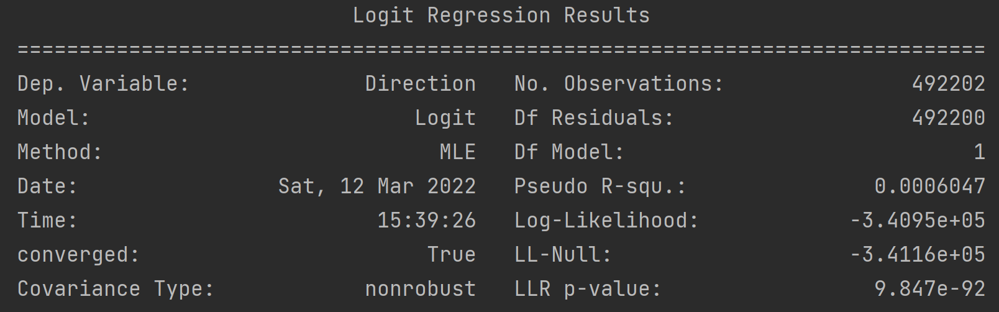 Logit Regression Results
==============================================================================
Dep. Variable: Direction No. Observations: 492202
Model: Logit Df Residuals: 492200
Method: MLE Df Model: 1
Date: Sat, 12 Mar 2022 Pseudo R-squ.: 0.0006047
Time: 15:39:26 Log-Likelihood: -3.4095e+05
converged: True LL-Null: -3.4116e+05
Covariance Type: nonrobust LLR p-value: 9.847e-92